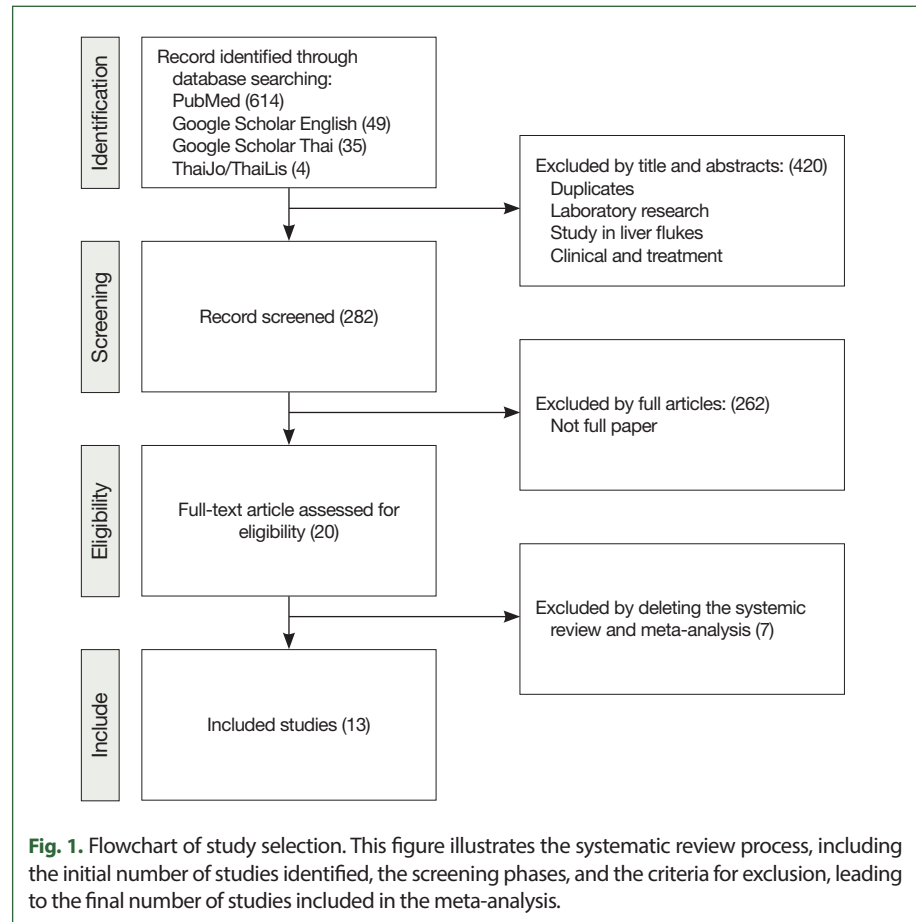 Identification
Record identified through
database searching:
PubMed (614)
Google Scholar English (49)
Google Scholar Thai (35)
ThaiJo/ThaiLis (4)
Excluded by title and abstracts: (420)
Duplicates
Laboratory research
Study in liver flukes
Clinical and treatment
Screening
Record screened (282)
Excluded by full articles: (262)
Not full paper
Eligibility
Full-text article assessed for
eligibility (20)
Excluded by deleting the systemic
review and meta-analysis (7)
Include
Included studies (13)
Fig. 1. Flowchart of study selection. This figure illustrates the systematic review process, including
the initial number of studies identified, the screening phases, and the criteria for exclusion, leading
to the final number of studies included in the meta-analysis.